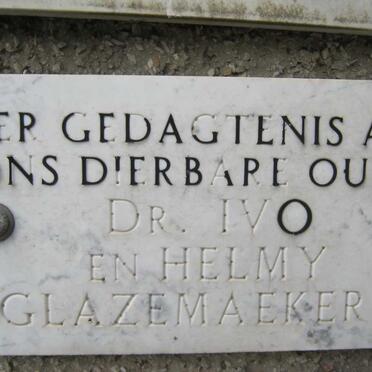 ER GEDAGTENIS A
NS DIERBARE OU
DR. IVO
EN HELMY
GLAZEMAEKER